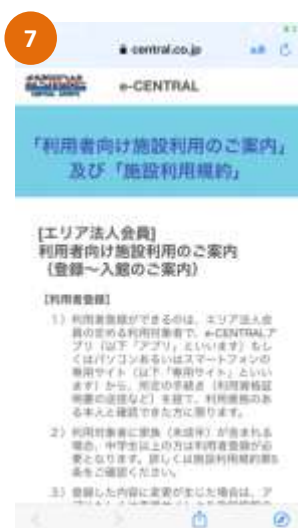 7
central.co.jp
e-CENTRAL
「利用者向け施設利用のご案内」
及び「施設利用規約」
[エリア法人会員]
利用者向け施設利用のご案内
(登録～入館のご案内)
【利用者登録】
1) 利用者登録ができるのは、エリア法人会
員の定める利用対象者で、e-CENTRALア
プリ(以下「アプリ」といいます)もし
くはパソコンあるいはスマートフォンの
専用サイト(以下「専用サイト」といい
ます)から、所定の手続き(利用資格証
明書の送信など)を経て、利用資格のあ
る本人と確認できた方に限ります。
2) 利用対象者に家族(未成年)が含まれる
場合、中学生以上の方は利用者登録が必
要となります。詳しくは施設利用規約第5
条をご確認ください。
3) 登録した内容に変更が生じた場合は、ア